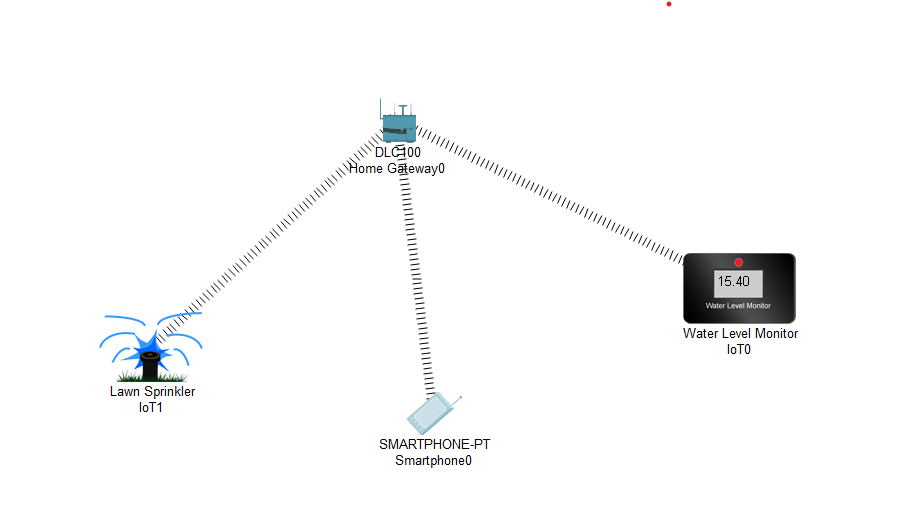 DLC100
Home Gateway0
15.40
Water Level Monitor
Water Level Monitor
IoT0
Lawn Sprinkler
IoT1
SMARTPHONE-PT
Smartphone0